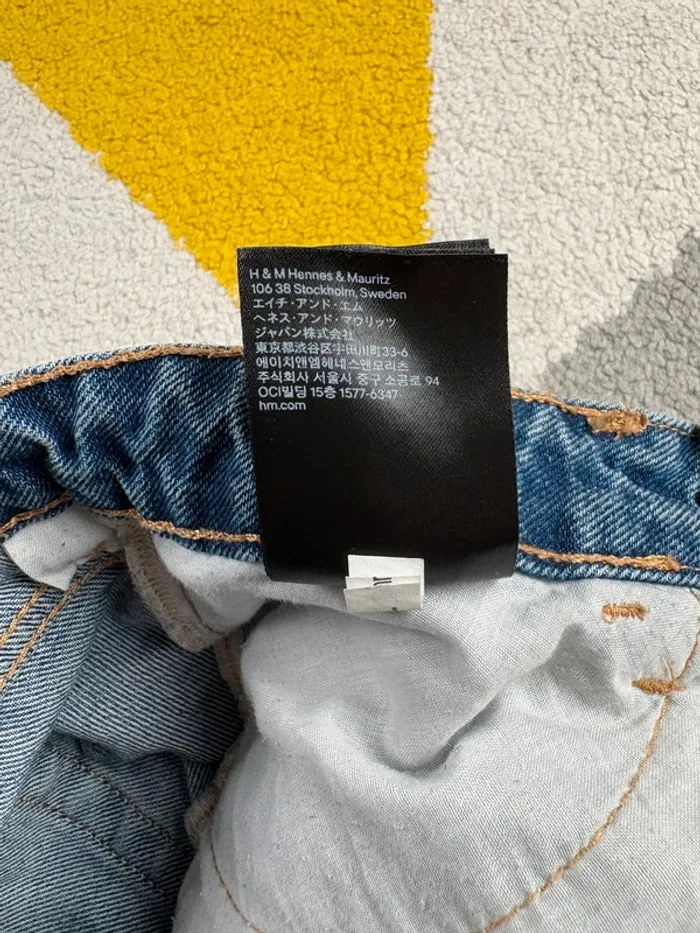 H & M Hennes & Mauritz
106 38 Stockholm, Sweden
エイチ・アンド・エム
ヘネス・アンド・マウリッツ
ジャパン株式会社
東京都渋谷区宇田川町33-6
에이치앤엠헤네스앤모리츠
주식회사 서울시 중구 소공로 94
OCI빌딩 15층 1577-6347
hm.com